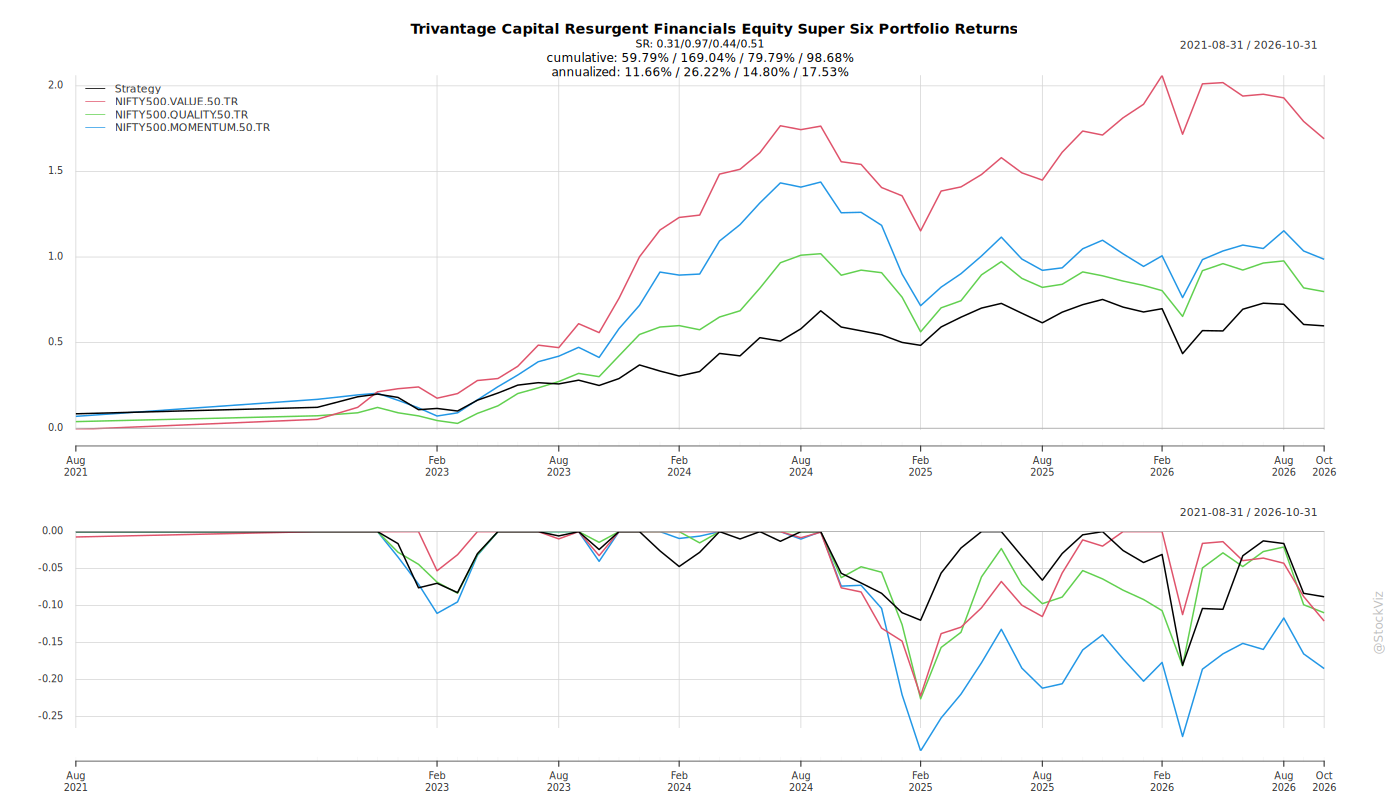 Trivantage Capital Resurgent Financials Equity Super Six Portfolio Returns
SR: 0.31/0.97/0.44/0.51
cumulative: 59.79% / 169.04% / 79.79% / 98.68%
annualized: 11.66% / 26.22% / 14.80% / 17.53%
2021-08-31 / 2026-10-31
Strategy
NIFTY500.VALUE.50.TR
NIFTY500.QUALITY.50.TR
NIFTY500.MOMENTUM.50.TR
2.0
1.5
1.0
0.5
0.0
Aug Feb Aug Feb Aug Feb Aug Feb Aug Oct
2021 2023 2023 2024 2024 2025 2025 2026 2026 2026
2021-08-31 / 2026-10-31
0.00
-0.05
-0.10
-0.15
-0.20
-0.25
Aug Feb Aug Feb Aug Feb Aug Feb Aug Oct
2021 2023 2023 2024 2024 2025 2025 2026 2026 2026
@StockViz